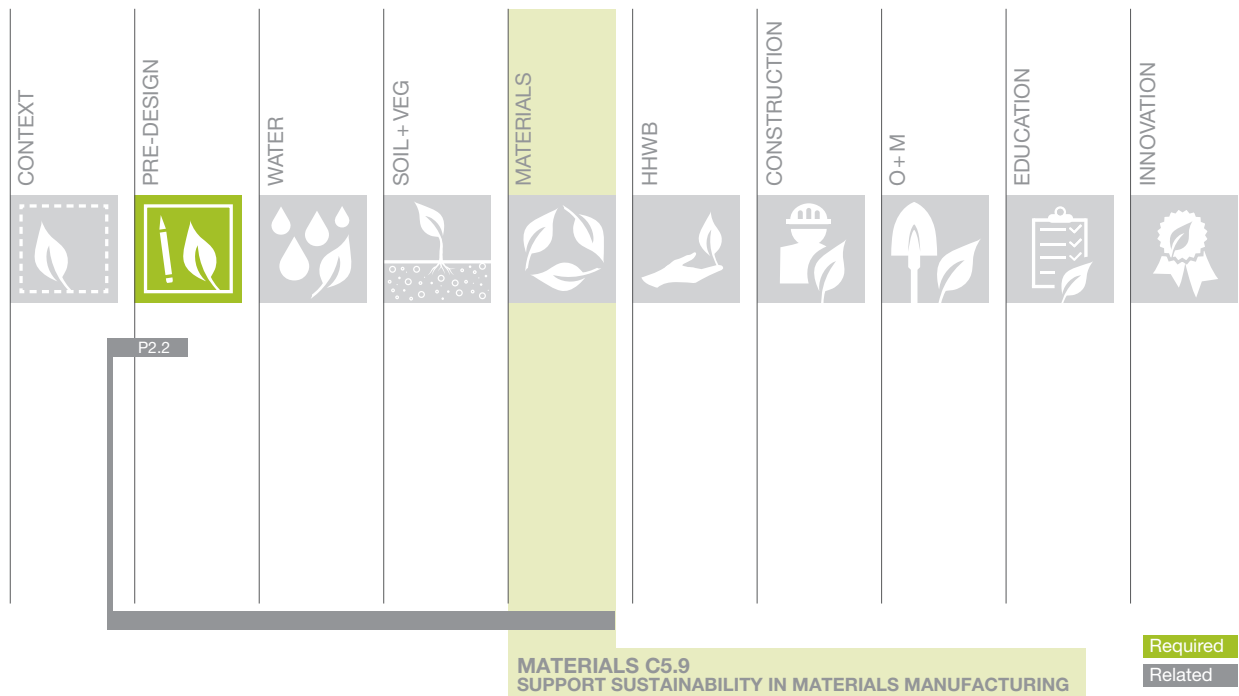 CONTEXT
PRE-DESIGN
WATER
SOIL + VEG
MATERIALS
HHWB
CONSTRUCTION
O + M
EDUCATION
INNOVATION
P2.2
MATERIALS C5.9
SUPPORT SUSTAINABILITY IN MATERIALS MANUFACTURING
Required
Related